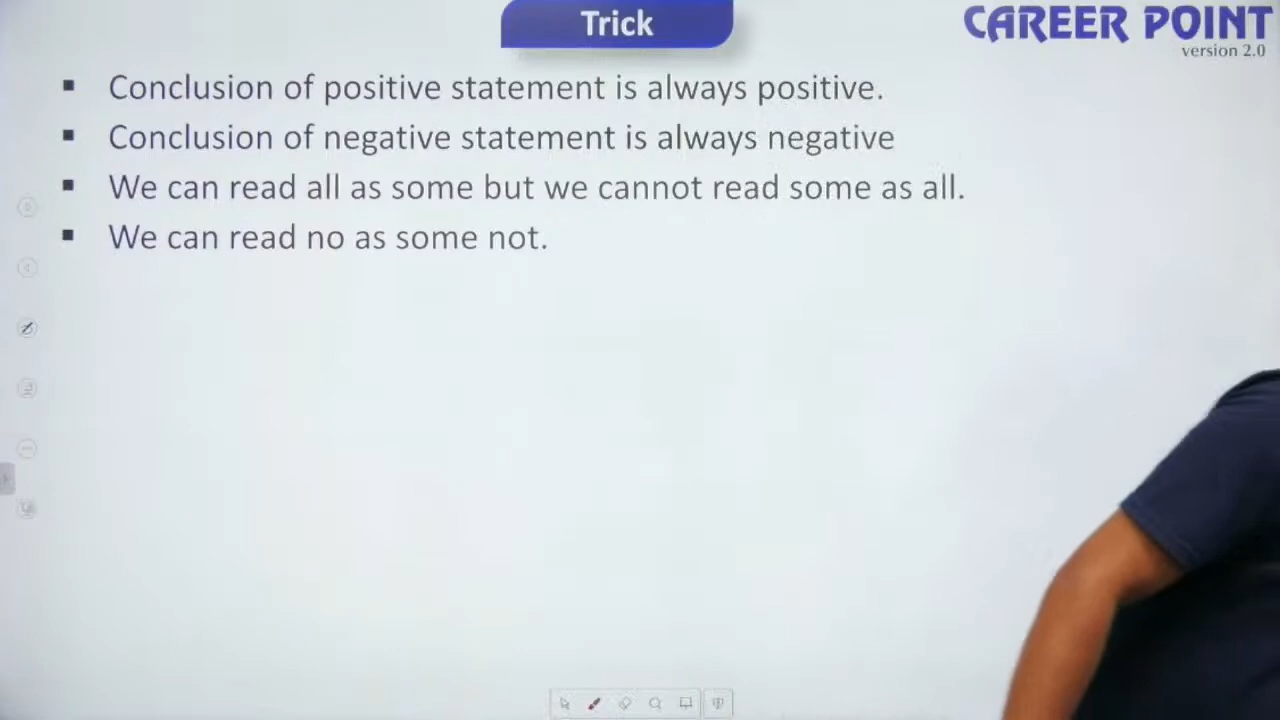 Trick
CAREER POINT
version 2.0
▪ Conclusion of positive statement is always positive.
▪ Conclusion of negative statement is always negative
▪ We can read all as some but we cannot read some as all.
▪ We can read no as some not.